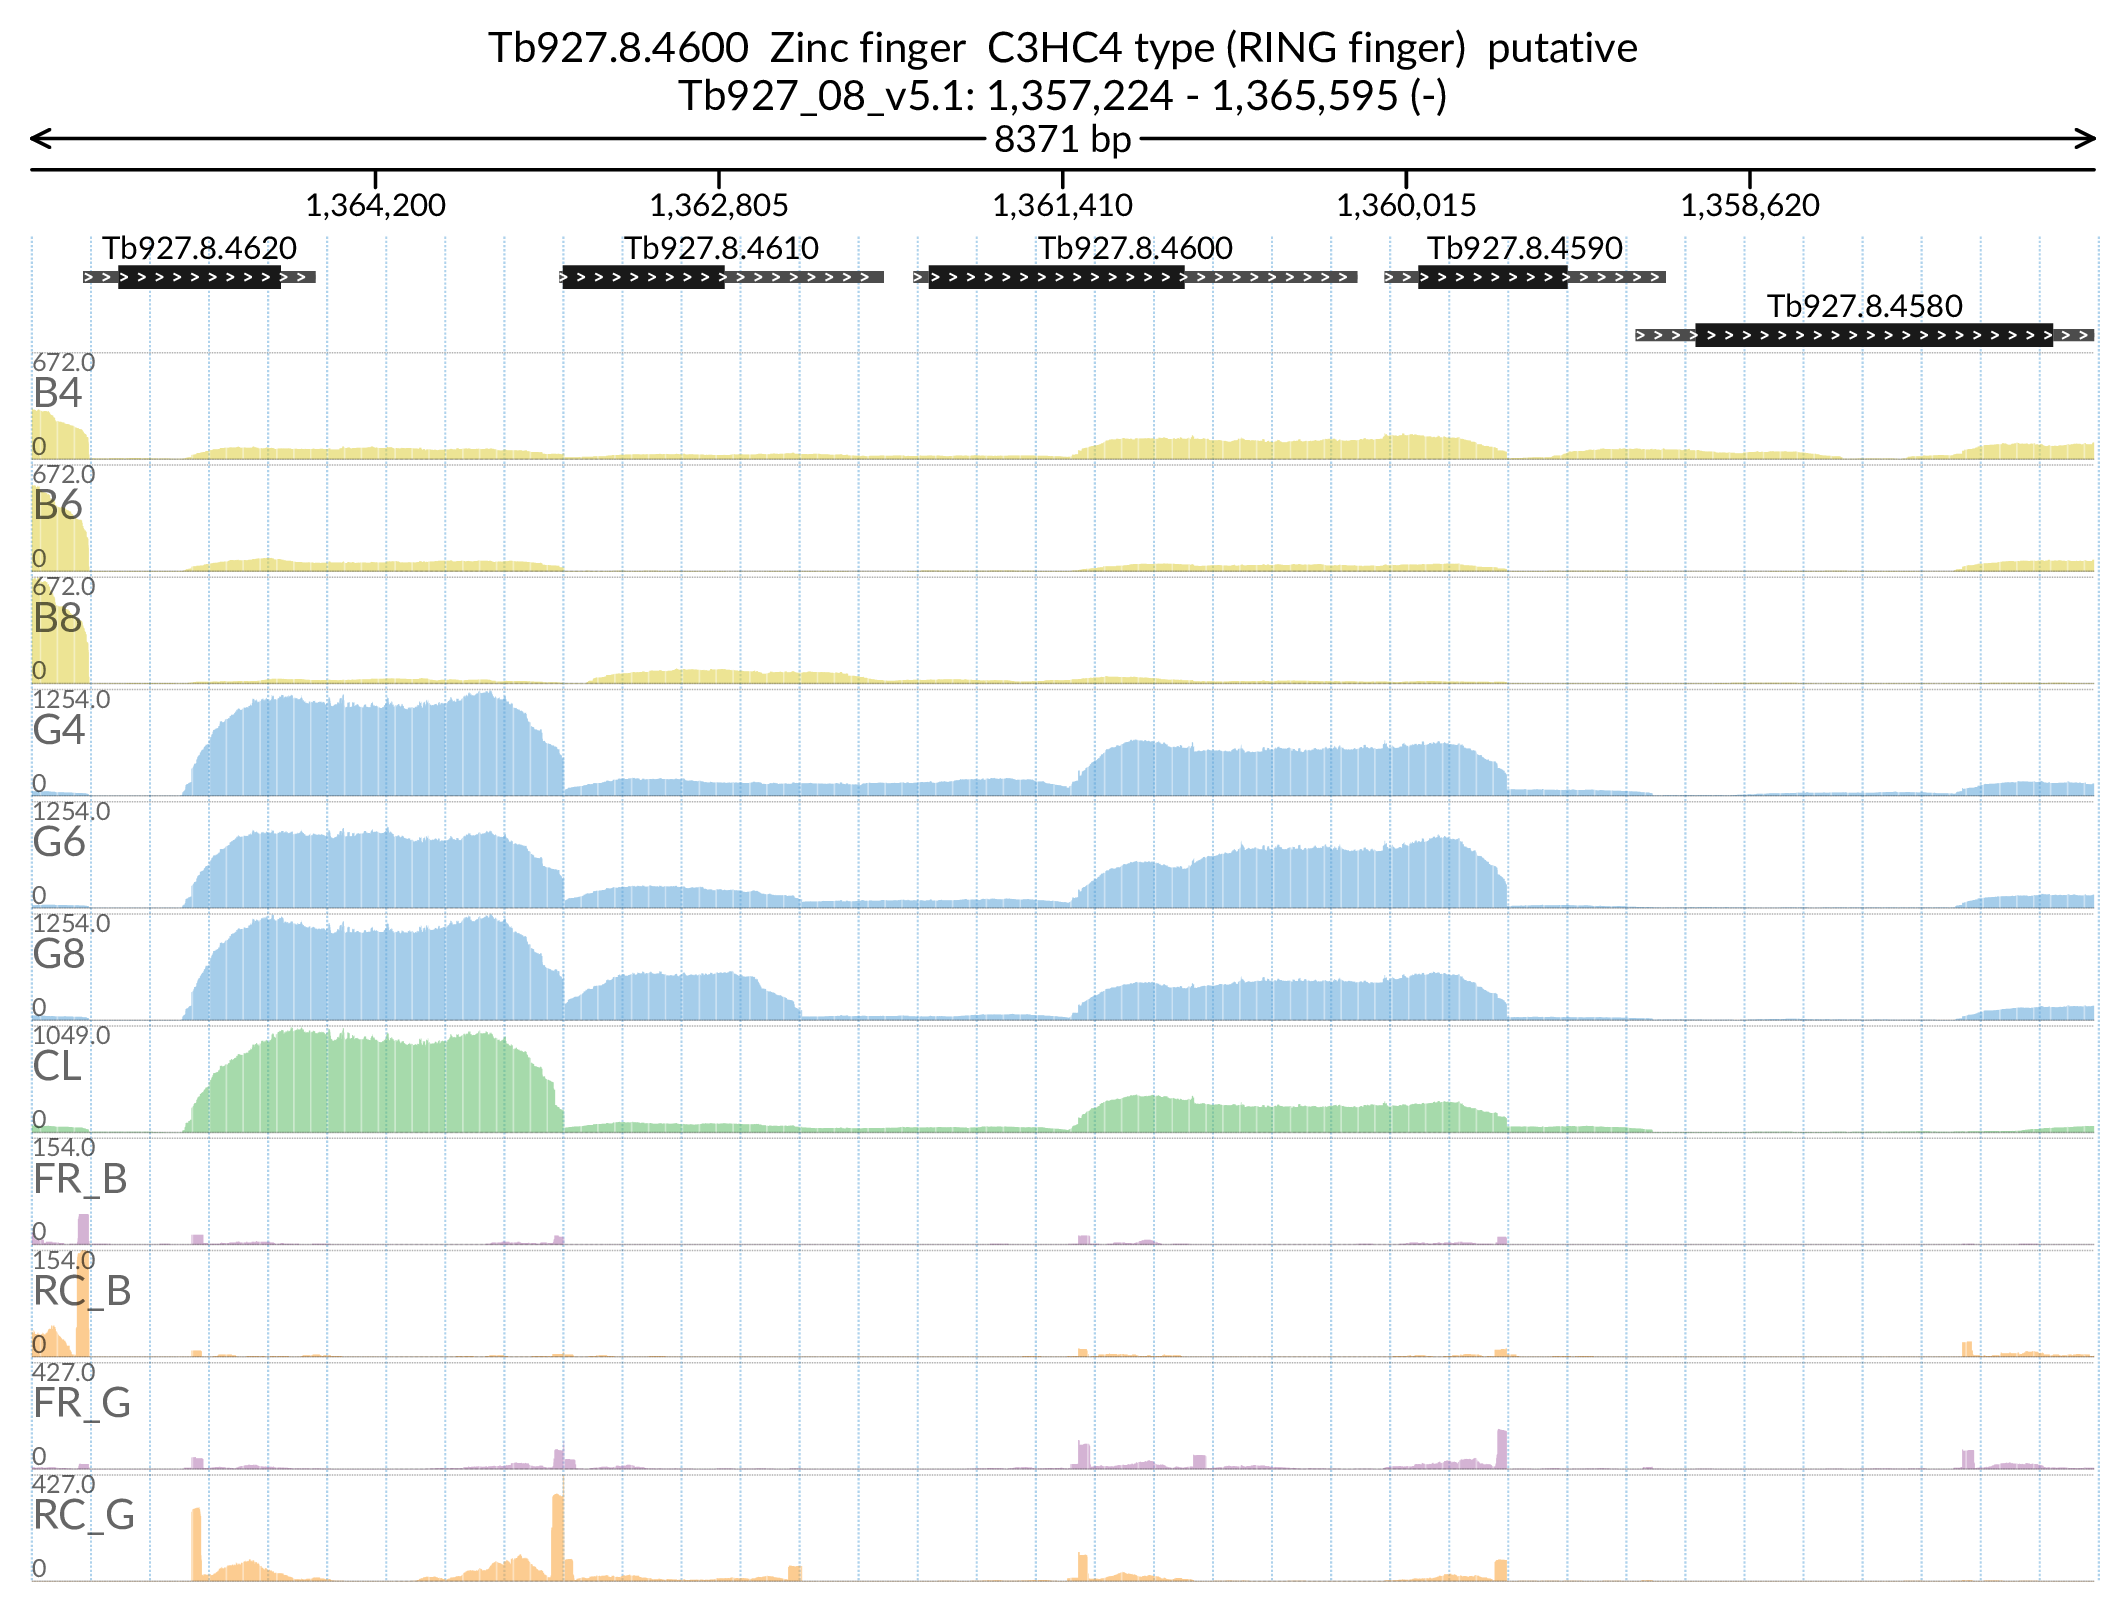 Tb927.8.4600  Zinc finger  C3HC4 type (RING finger)  putative
Tb927_08_v5.1: 1,357,224 - 1,365,595 (-)
8371 bp
1,364,200 1,362,805 1,361,410 1,360,015 1,358,620
Tb927.8.4620 Tb927.8.4610 Tb927.8.4600 Tb927.8.4590
Tb927.8.4580
672.0
B4
0
672.0
B6
0
672.0
B8
0
1254.0
G4
0
1254.0
G6
0
1254.0
G8
0
1049.0
CL
0
154.0
FR_B
0
154.0
RC_B
0
427.0
FR_G
0
427.0
RC_G
0